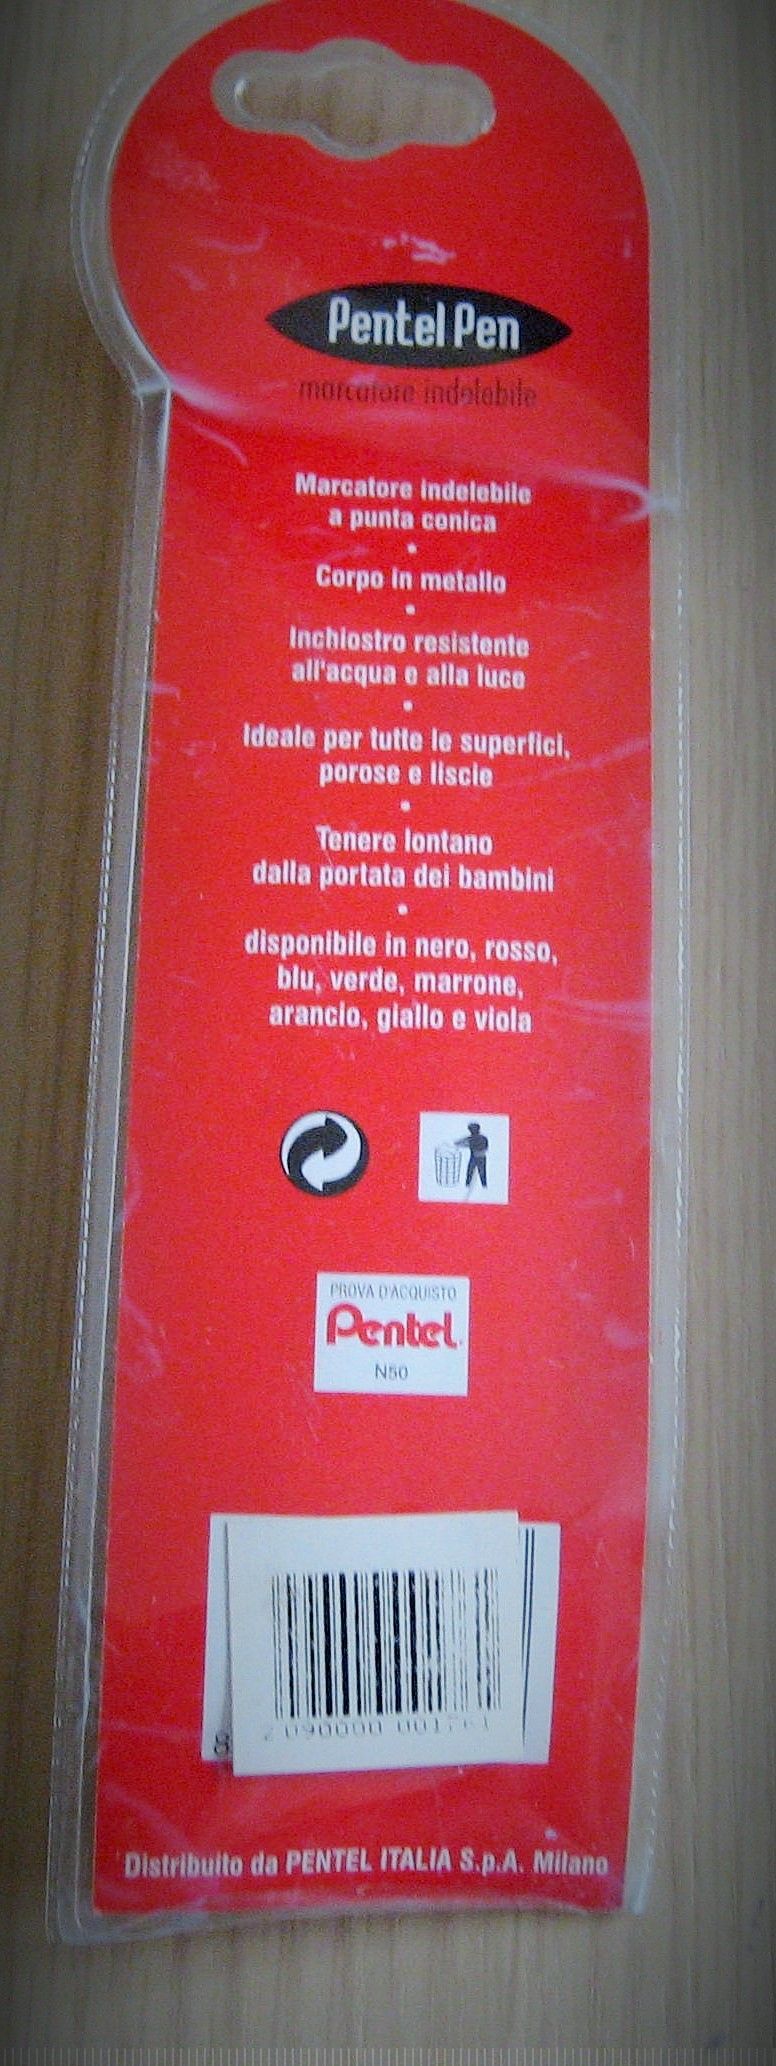 Pentel Pen
marcatore indelebile
Marcatore indelebile
a punta conica
Corpo in metallo
Inchiostro resistente
all'acqua e alla luce
Ideale per tutte le superfici,
porose e liscie
Tenere lontano
dalla portata dei bambini
disponibile in nero, rosso,
blu, verde, marrone,
arancio, giallo e viola
PROVA D'ACQUISTO
Pentel
N50
8
Distribuito da PENTEL ITALIA S.p.A. Milano